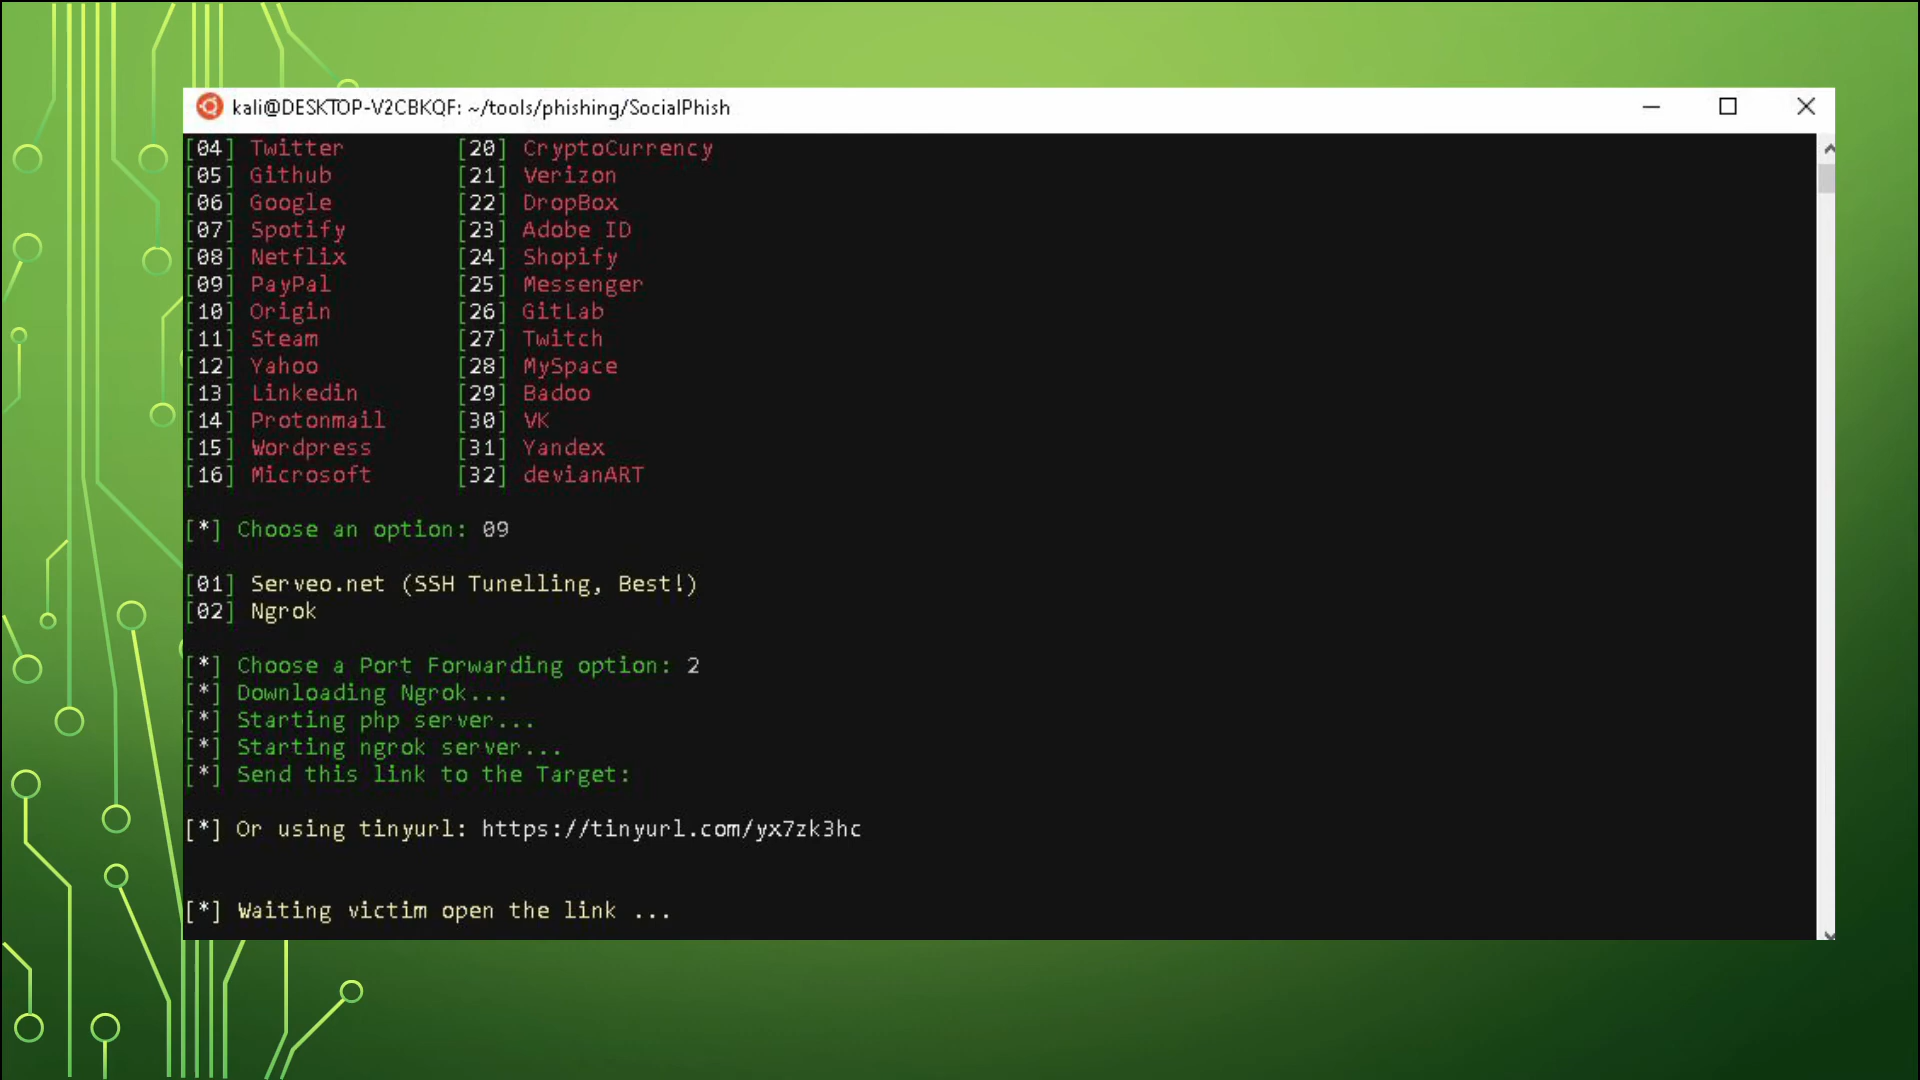 kali@DESKTOP-V2CBKQF: ~/tools/phishing/SocialPhish
[04] Twitter [20] CryptoCurrency
[05] Github [21] Verizon
[06] Google [22] DropBox
[07] Spotify [23] Adobe ID
[08] Netflix [24] Shopify
[09] PayPal [25] Messenger
[10] Origin [26] GitLab
[11] Steam [27] Twitch
[12] Yahoo [28] MySpace
[13] Linkedin [29] Badoo
[14] Protonmail [30] VK
[15] Wordpress [31] Yandex
[16] Microsoft [32] devianART
[*] Choose an option: 09
[01] Serveo.net (SSH Tunelling, Best!)
[02] Ngrok
[*] Choose a Port Forwarding option: 2
[*] Downloading Ngrok...
[*] Starting php server...
[*] Starting ngrok server...
[*] Send this link to the Target:
[*] Or using tinyurl: https://tinyurl.com/yx7zk3hc
[*] Waiting victim open the link ...